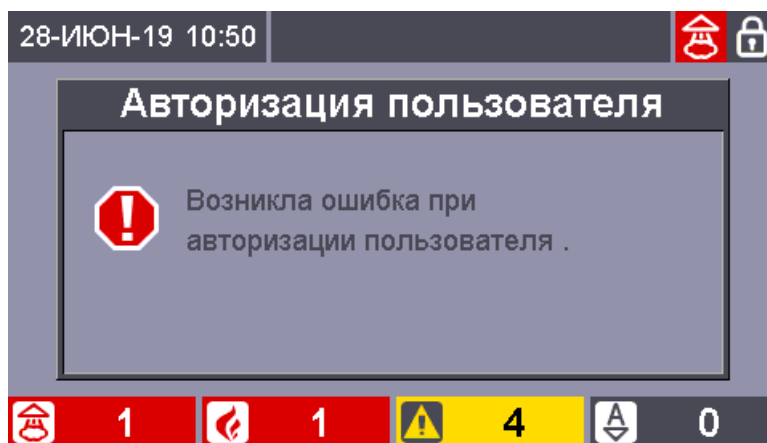 28-ИЮН-19 10:50
Авторизация пользователя
Возникла ошибка при
авторизации пользователя .
1 1 4 A 0